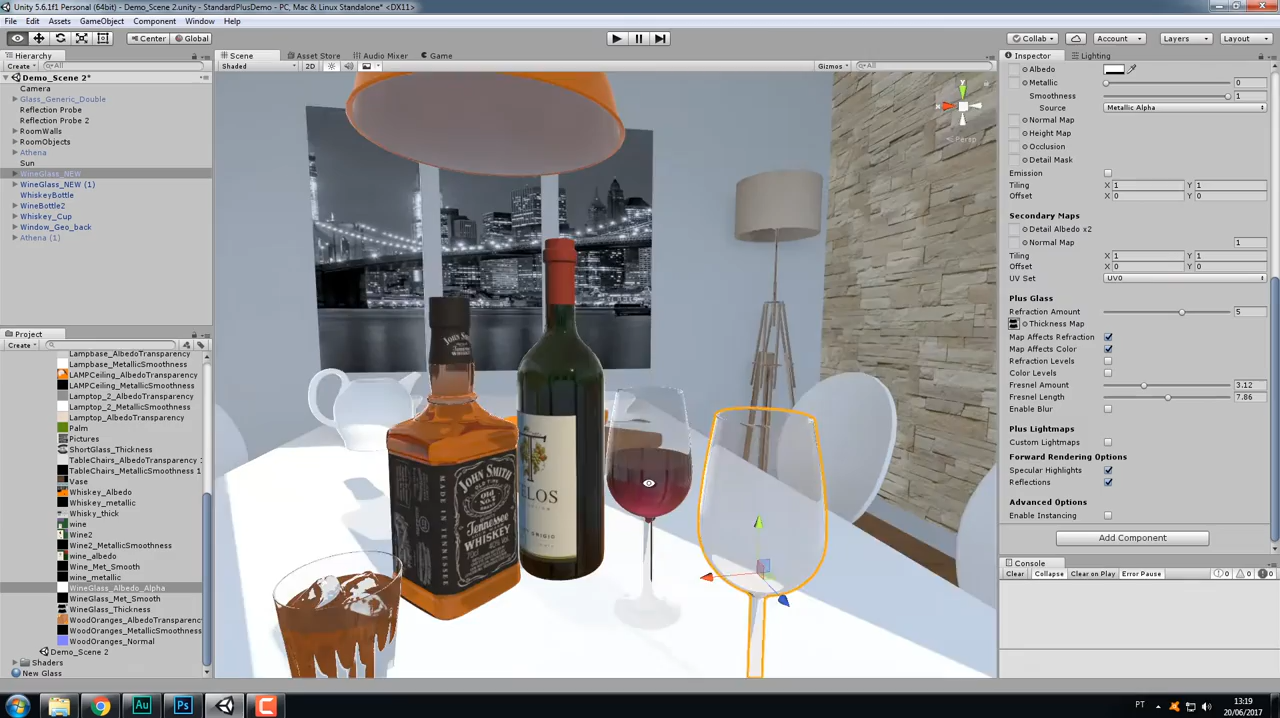 Unity 5.6.1f1 Personal (64bit) - Demo_Scene 2.unity - StandardPlusDemo - PC, Mac & Linux Standalone* <DX11>
File Edit Assets GameObject Component Window Help
Center Global Collab Account Layers Layout
Hierarchy
Create All
Demo_Scene 2*
Camera
Glass_Generic_Double
Reflection Probe
Reflection Probe 2
RoomWalls
RoomObjects
Athena
Sun
WineGlass_NEW
WineGlass_NEW (1)
WhiskeyBottle
WineBottle2
Whiskey_Cup
Window_Geo_back
Athena (1)
Project
Create
Lampbase_AlbedoTransparency
Lampbase_MetallicSmoothness
LAMPCeiling_AlbedoTransparency
LAMPCeiling_MetallicSmoothness
Lamptop_2_AlbedoTransparency
Lamptop_2_MetallicSmoothness
Lamptop_AlbedoTransparency
Palm
Pictures
ShortGlass_Thickness
TableChairs_AlbedoTransparency
TableChairs_MetallicSmoothness 1
Vase
Whiskey_Albedo
Whiskey_metallic
Whisky_thick
wine
Wine2
Wine2_MetallicSmoothness
wine_albedo
Wine_Met_Smooth
wine_metallic
WineGlass_Albedo_Alpha
WineGlass_Met_Smooth
WineGlass_Thickness
WoodOranges_AlbedoTransparency
WoodOranges_MetallicSmoothness
WoodOranges_Normal
Demo_Scene 2
Shaders
New Glass
Scene Asset Store Audio Mixer Game
Shaded 2D Gizmos All
Persp
JOHN SMITH
MADE IN TENNESSEE
JOHN SMITH
Old
Tennessee
WHISKEY
ELOS
Inspector Lighting
Albedo
Metallic 0
Smoothness 1
Source Metallic Alpha
Normal Map
Height Map
Occlusion
Detail Mask
Emission
Tiling X 1 Y 1
Offset X 0 Y 0
Secondary Maps
Detail Albedo x2
Normal Map 1
Tiling X 1 Y 1
Offset X 0 Y 0
UV Set UV0
Plus Glass
Refraction Amount 5
Thickness Map
Map Affects Refraction
Map Affects Color
Refraction Levels
Color Levels
Fresnel Amount 3.12
Fresnel Length 7.86
Enable Blur
Plus Lightmaps
Custom Lightmaps
Forward Rendering Options
Specular Highlights
Reflections
Advanced Options
Enable Instancing
Add Component
Console
Clear Collapse Clear on Play Error Pause 0 0 0
Au Ps PT 13:19
20/06/2017